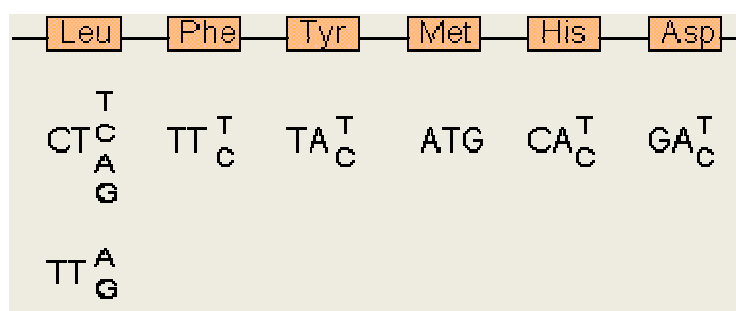 Leu Phe Tyr Met His Asp
T
CT C TT T TA T ATG CA T GA T
A C C C C
G
TT A
G